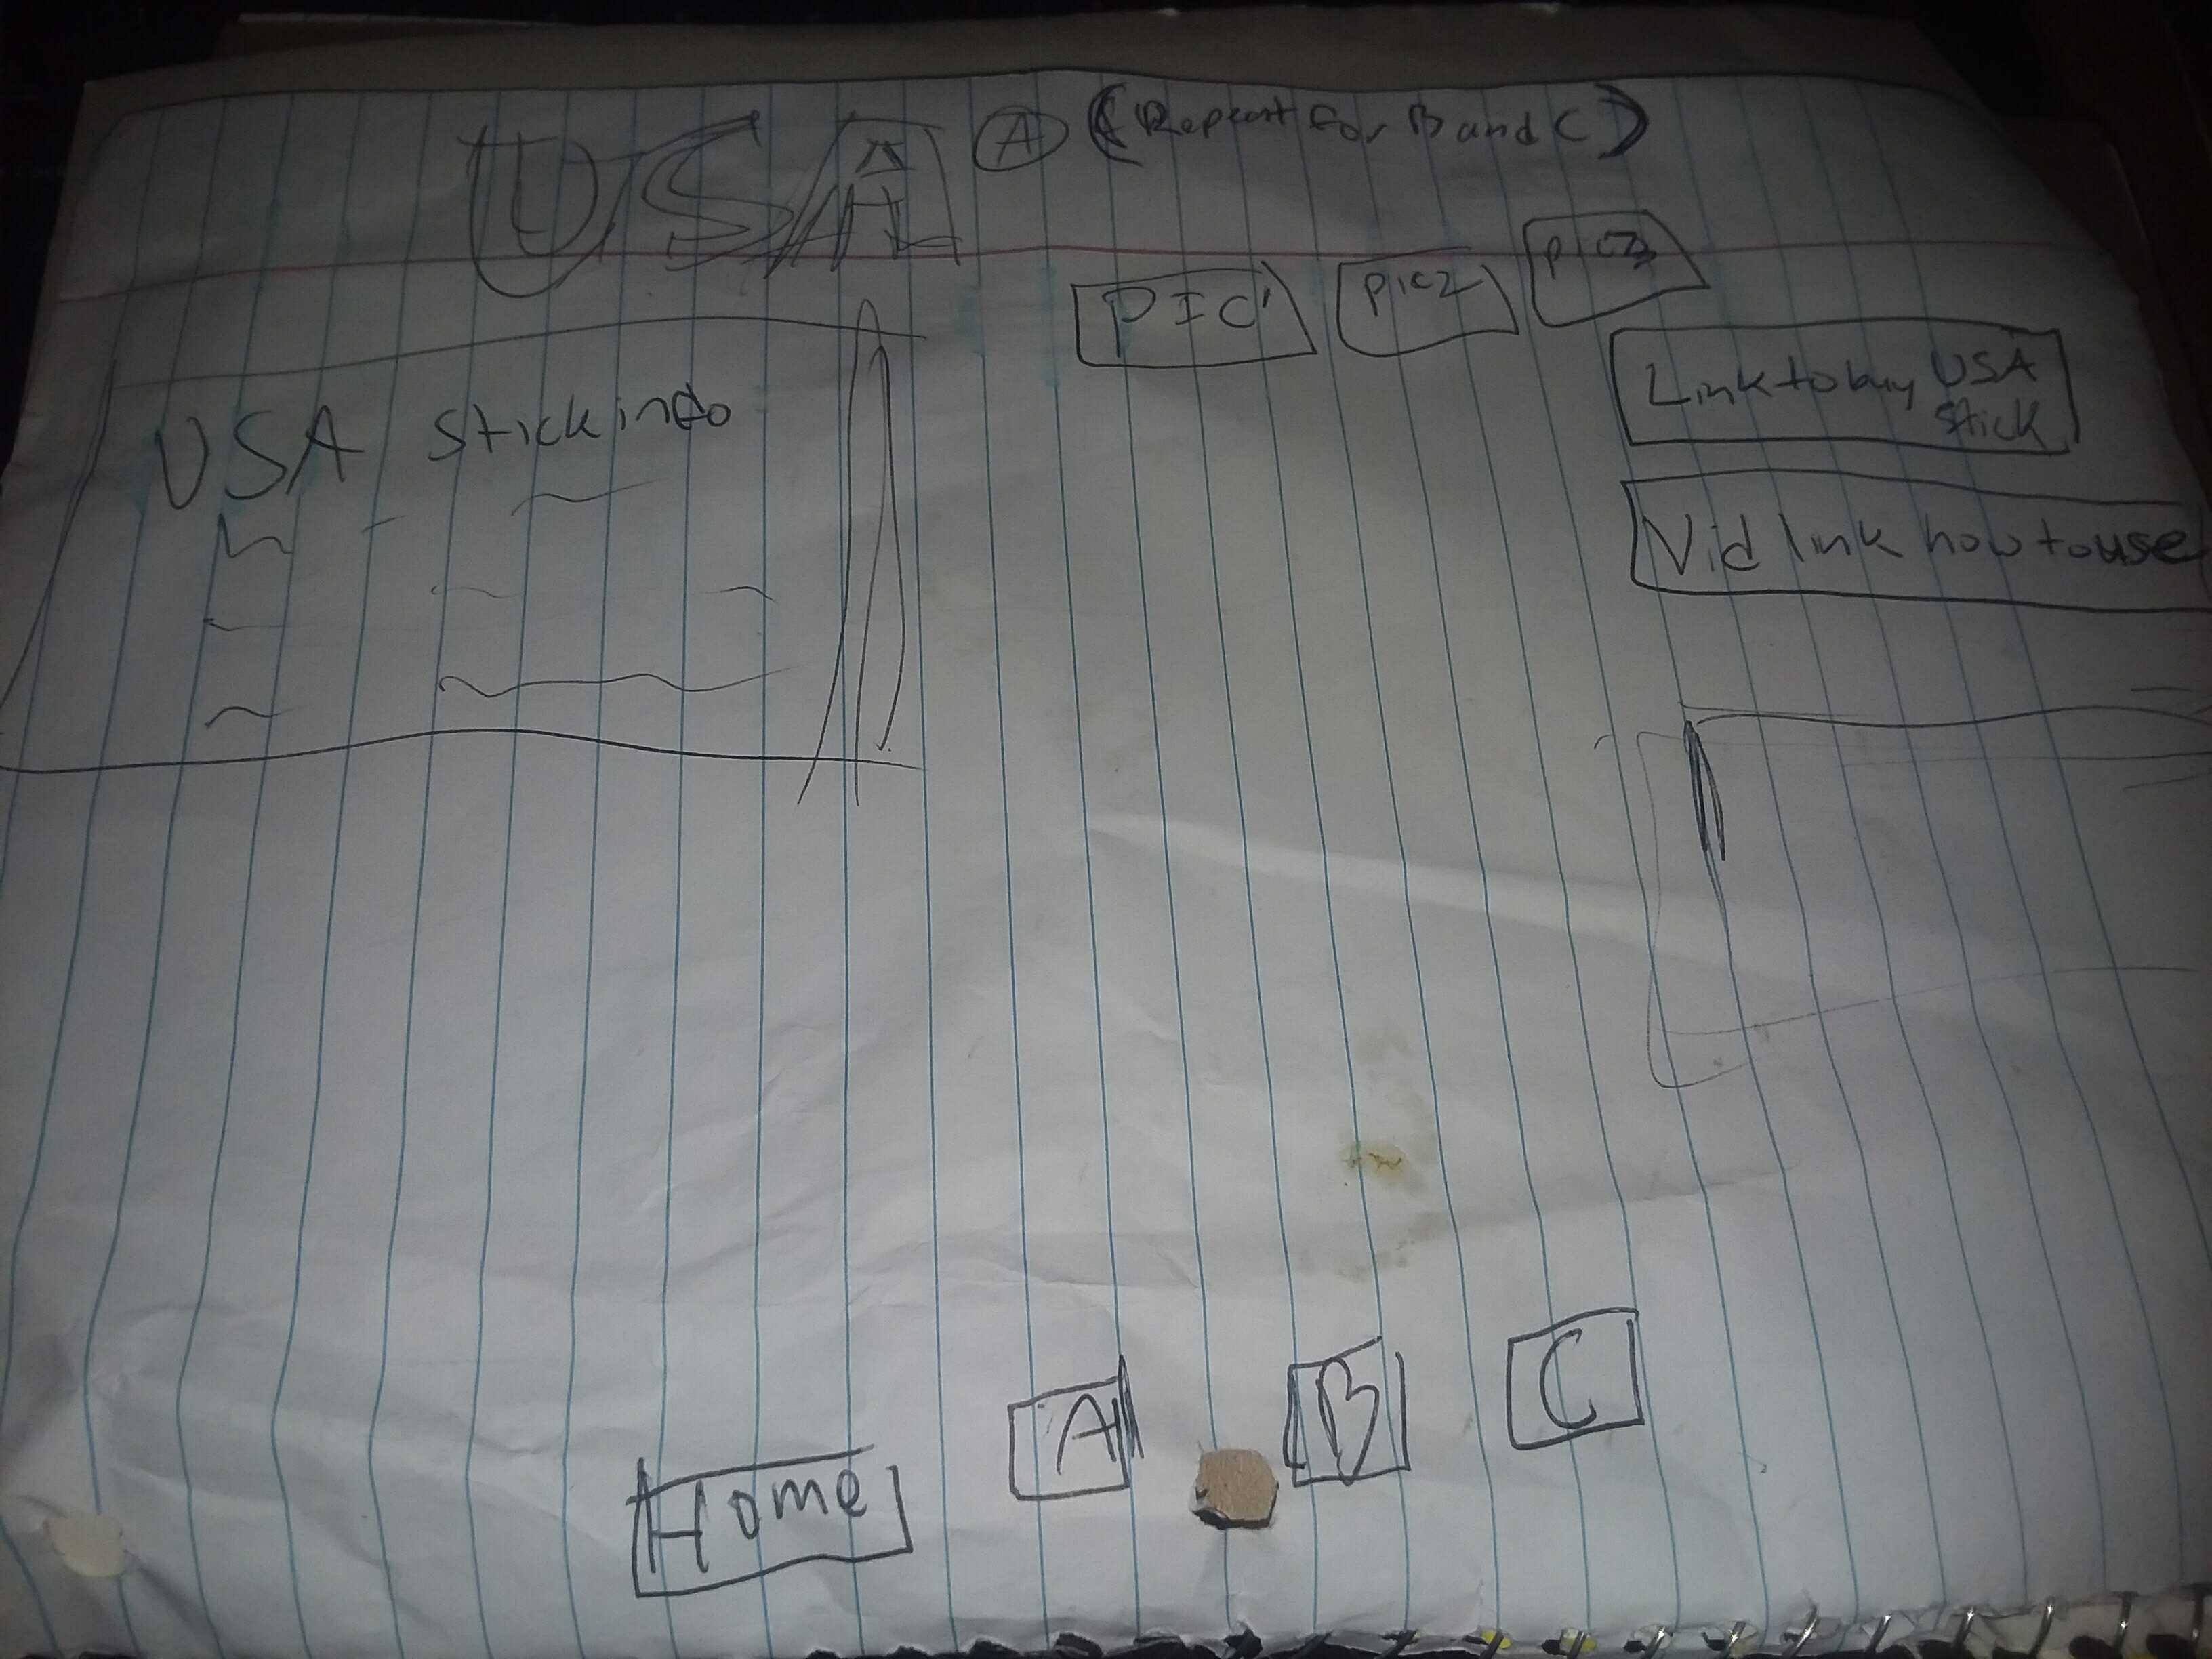 USA A (Repeat for B and C)
PIC1 pic2 pic3
USA Stick info
Link to buy USA
Stick
Vid link how to use
Home A B C